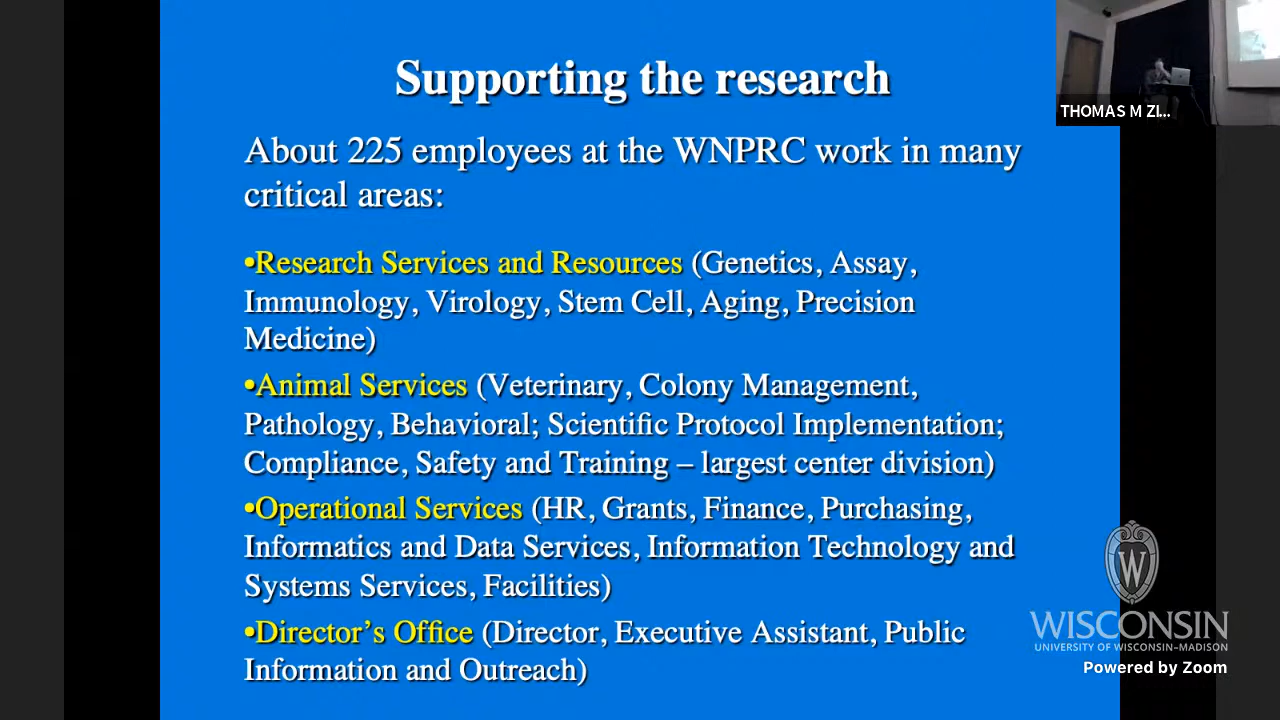 Supporting the research
About 225 employees at the WNPRC work in many
critical areas:
•Research Services and Resources (Genetics, Assay,
Immunology, Virology, Stem Cell, Aging, Precision
Medicine)
•Animal Services (Veterinary, Colony Management,
Pathology, Behavioral; Scientific Protocol Implementation;
Compliance, Safety and Training – largest center division)
•Operational Services (HR, Grants, Finance, Purchasing,
Informatics and Data Services, Information Technology and
Systems Services, Facilities)
•Director’s Office (Director, Executive Assistant, Public
Information and Outreach)
THOMAS M ZI...
W
WISCONSIN
UNIVERSITY OF WISCONSIN–MADISON
Powered by Zoom